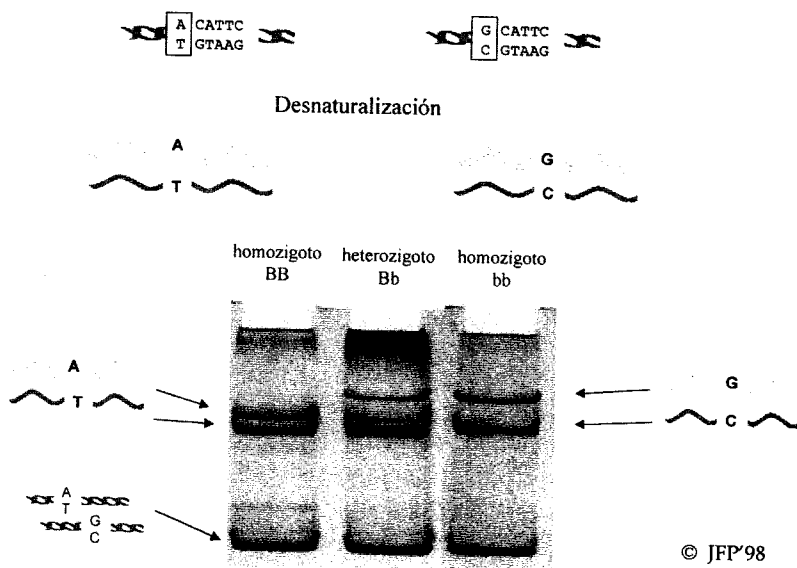 A CATTC
T GTAAG
G CATTC
C GTAAG
Desnaturalización
A
T
G
C
homozigoto
BB
heterozigoto
Bb
homozigoto
bb
A
T
G
C
A
T
G
C
© JFP'98